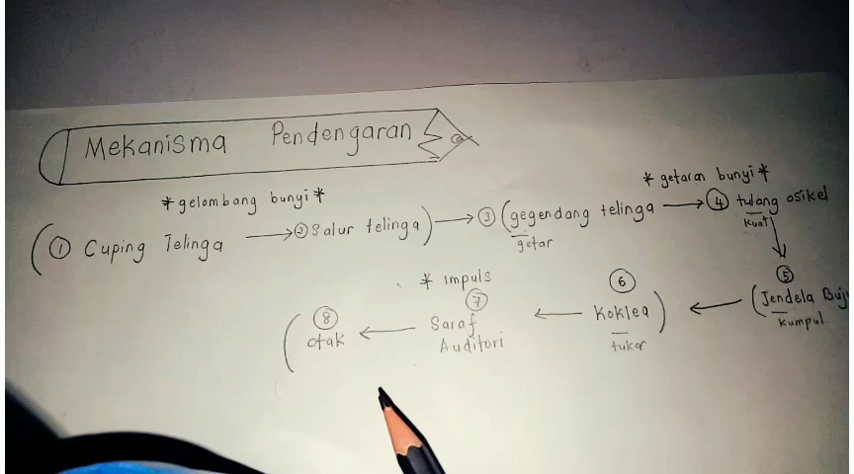 Mekanisma Pendengaran
* getaran bunyi *
* gelombang bunyi *
(① Cuping Telinga → ② Salur telinga) → ③ (gegendang telinga → ④ tulang osikel
getar
kuat
* Impuls
⑧ ← ⑦ ← ⑥ ← ⑤
(otak ← Saraf Auditori ← Koklea) ← (Jendela
tukar
kumpul